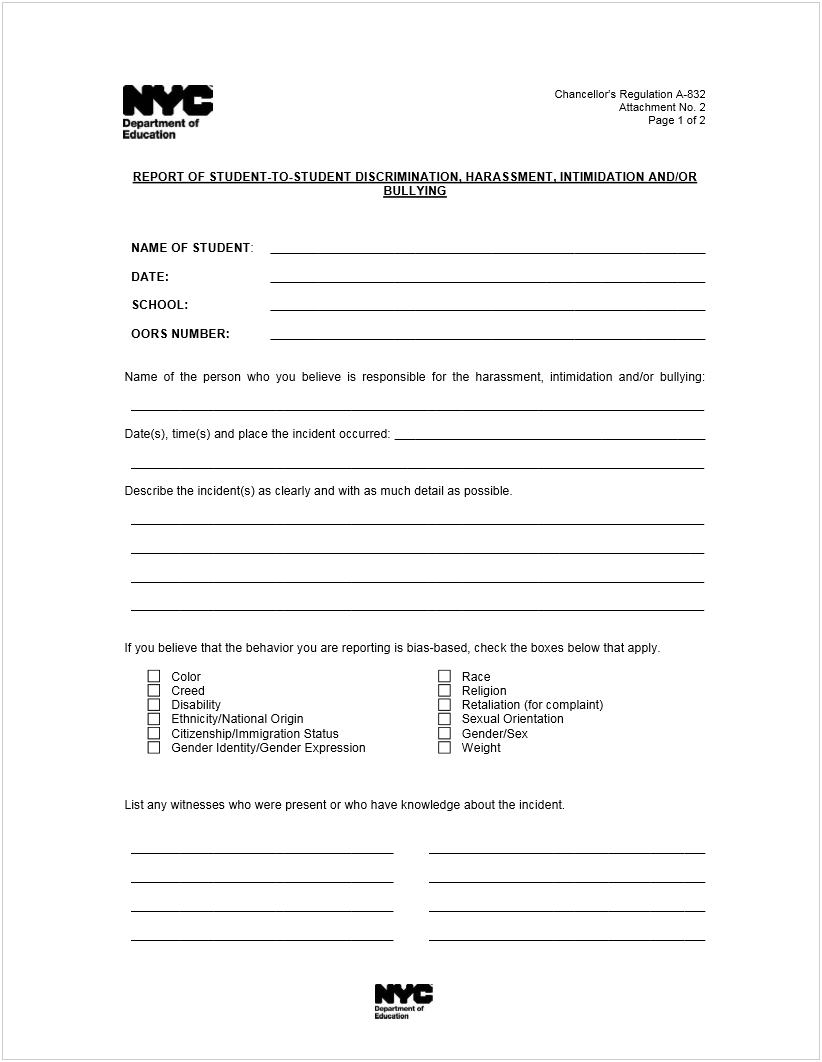 NYC
Department of
Education
Chancellor's Regulation A-832
Attachment No. 2
Page 1 of 2
REPORT OF STUDENT-TO-STUDENT DISCRIMINATION, HARASSMENT, INTIMIDATION AND/OR
BULLYING
NAME OF STUDENT:
DATE:
SCHOOL:
OORS NUMBER:
Name of the person who you believe is responsible for the harassment, intimidation and/or bullying:
Date(s), time(s) and place the incident occurred:
Describe the incident(s) as clearly and with as much detail as possible.
If you believe that the behavior you are reporting is bias-based, check the boxes below that apply.
Color
Creed
Disability
Ethnicity/National Origin
Citizenship/Immigration Status
Gender Identity/Gender Expression
Race
Religion
Retaliation (for complaint)
Sexual Orientation
Gender/Sex
Weight
List any witnesses who were present or who have knowledge about the incident.
NYC
Department of
Education